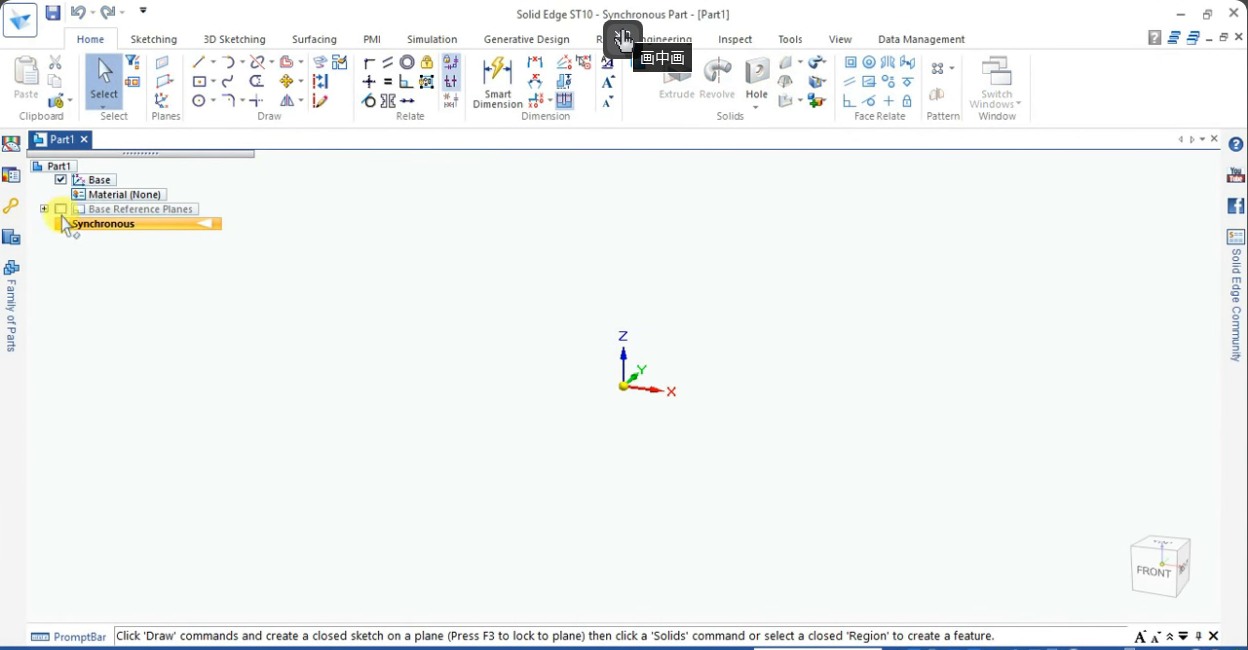 Solid Edge ST10 - Synchronous Part - [Part1]
Home Sketching 3D Sketching Surfacing PMI Simulation Generative Design Inspect Tools View Data Management
画中画
Paste Select Smart Dimension Extrude Revolve Hole Switch Windows
Clipboard Select Planes Draw Relate Dimension Solids Face Relate Pattern Window
Part1
Part1
Base
Material (None)
Base Reference Planes
Synchronous
Family of Parts
Z
Y
X
You Tube
Solid Edge Community
FRONT
PromptBar
Click 'Draw' commands and create a closed sketch on a plane (Press F3 to lock to plane) then click a 'Solids' command or select a closed 'Region' to create a feature.